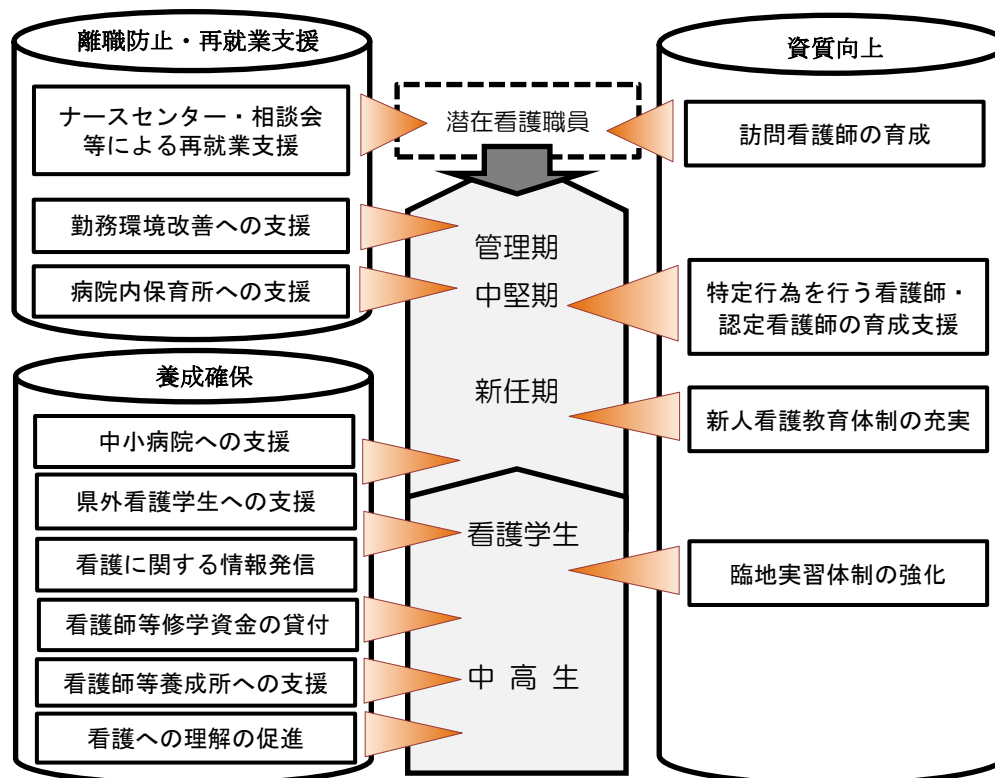 離職防止・再就業支援
ナースセンター・相談会
等による再就業支援
勤務環境改善への支援
病院内保育所への支援
養成確保
中小病院への支援
県外看護学生への支援
看護に関する情報発信
看護師等修学資金の貸付
看護師等養成所への支援
看護への理解の促進
潜在看護職員
管理期
中堅期
新任期
看護学生
中高生
資質向上
訪問看護師の育成
特定行為を行う看護師・
認定看護師の育成支援
新人看護教育体制の充実
臨地実習体制の強化